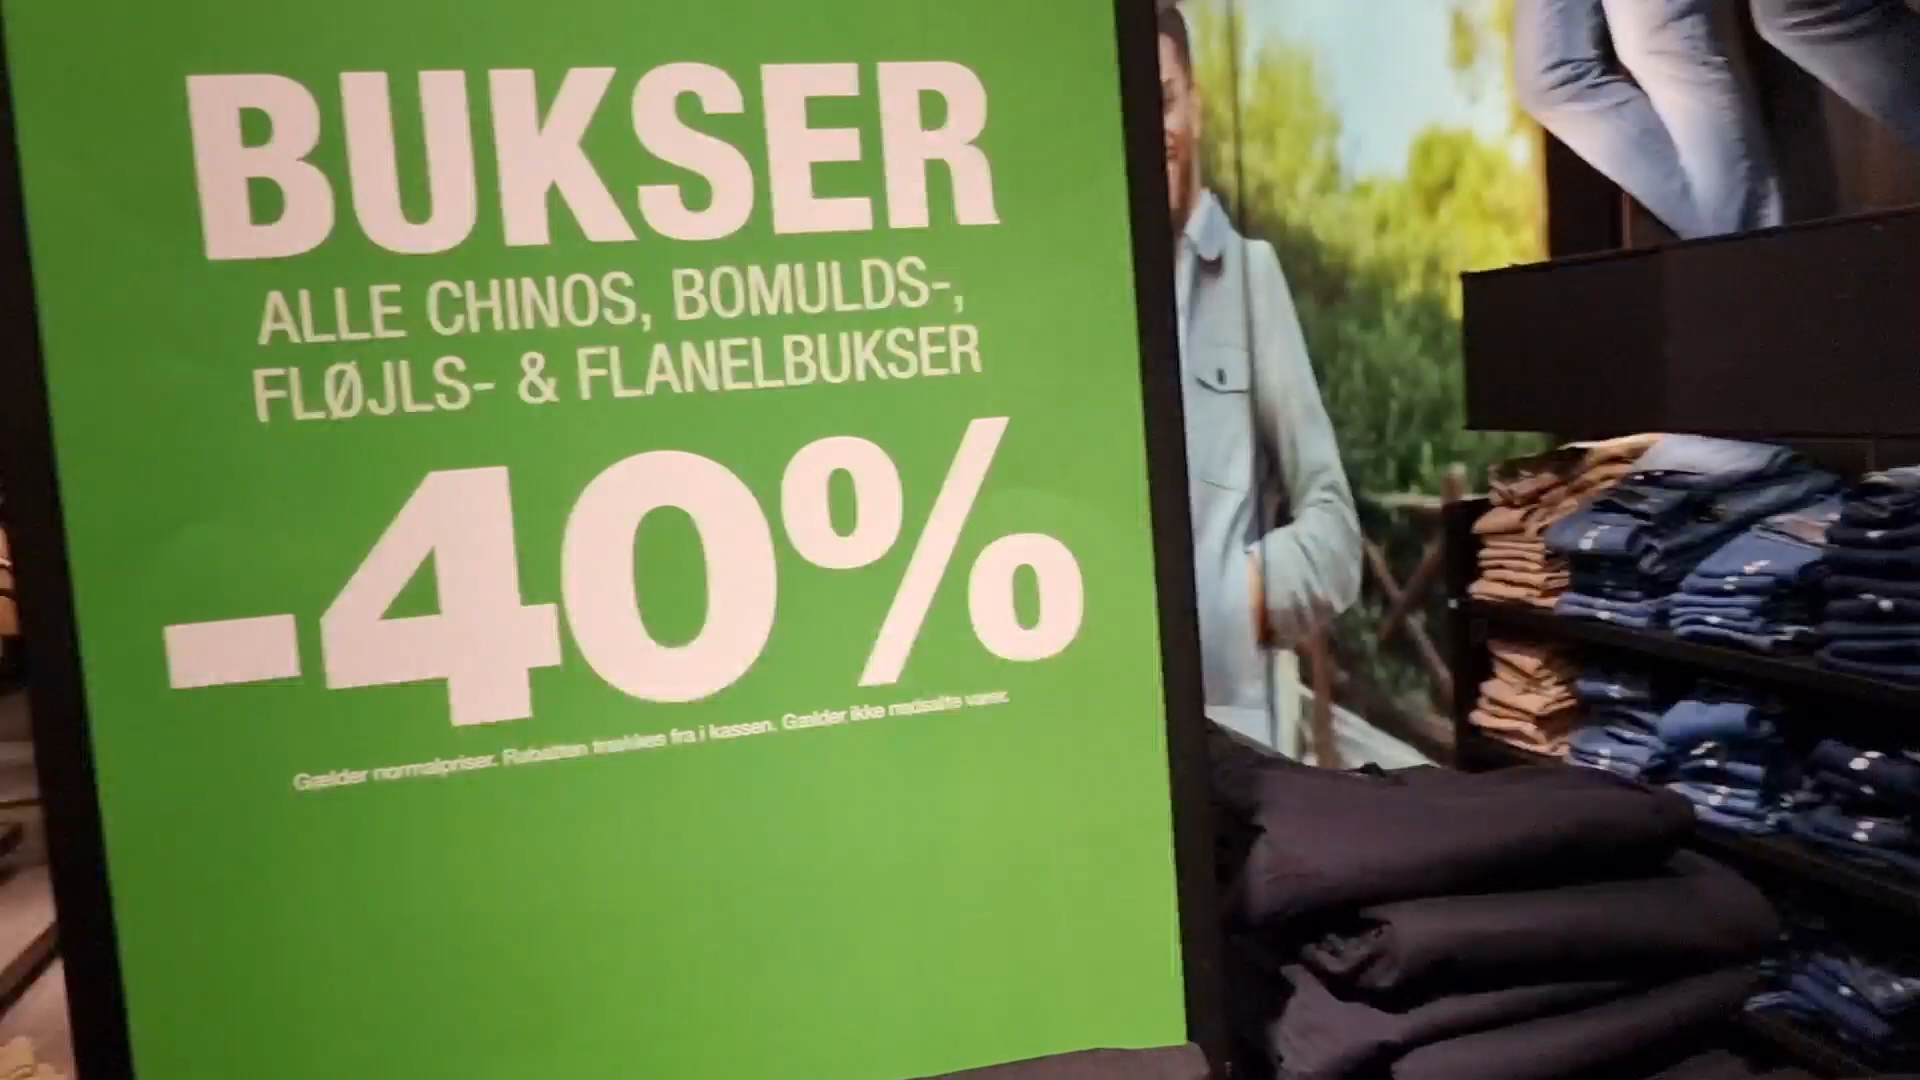 BUKSER
ALLE CHINOS, BOMULDS-,
FLØJLS- & FLANELBUKSER
-40%
Gælder normalpriser. Rabatten trækkes fra i kassen. Gælder ikke nedsatte varer.